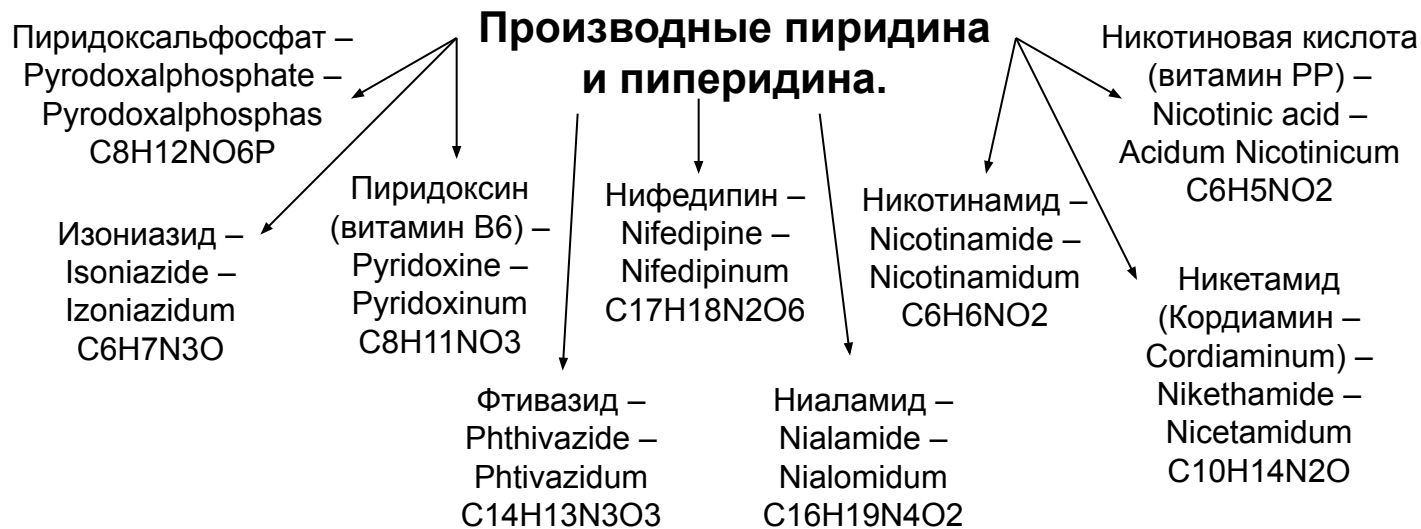 Производные пиридина
и пиперидина.
Пиридоксальфосфат –
Pyrodoxalphosphate –
Pyrodoxalphosphas
C8H12NO6P
Изониазид –
Isoniazide –
Izoniazidum
C6H7N3O
Пиридоксин
(витамин В6) –
Pyridoxine –
Pyridoxinum
C8H11NO3
Фтивазид –
Phthivazide –
Phtivazidum
C14H13N3O3
Нифедипин –
Nifedipine –
Nifedipinum
C17H18N2O6
Ниаламид –
Nialamide –
Nialomidum
C16H19N4O2
Никотинамид –
Nicotinamide –
Nicotinamidum
C6H6NO2
Никотиновая кислота
(витамин РР) –
Nicotinic acid –
Acidum Nicotinicum
C6H5NO2
Никетамид
(Кордиамин –
Cordiaminum) –
Nikethamide –
Nicetamidum
C10H14N2O